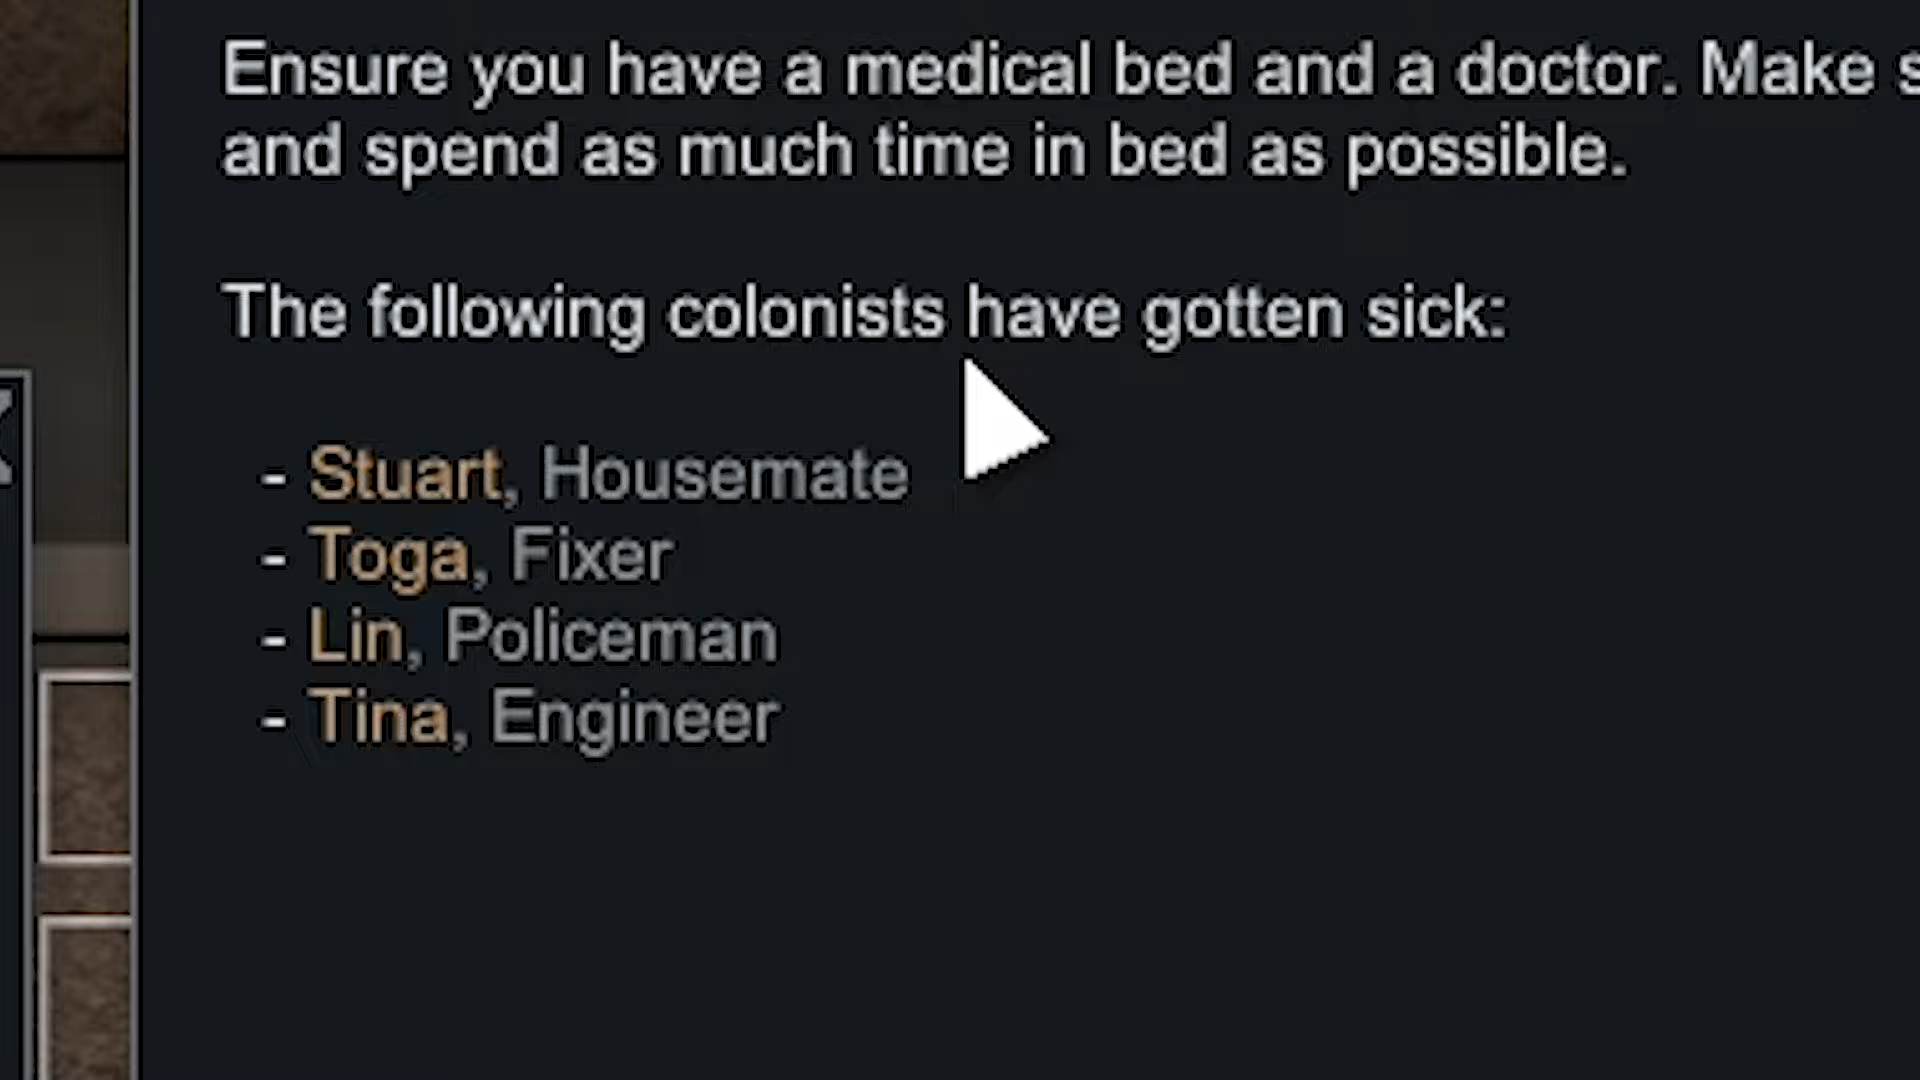 Ensure you have a medical bed and a doctor. Make
and spend as much time in bed as possible.
The following colonists have gotten sick:
- Stuart, Housemate
- Toga, Fixer
- Lin, Policeman
- Tina, Engineer